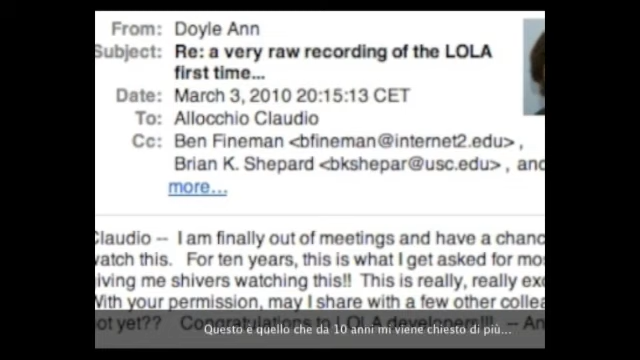 From: Doyle Ann
Subject: Re: a very raw recording of the LOLA
first time...
Date: March 3, 2010 20:15:13 CET
To: Allocchio Claudio
Cc: Ben Fineman <bfineman@internet2.edu>,
Brian K. Shepard <bkshepar@usc.edu>, and
more...
Claudio -- I am finally out of meetings and have a chanc
watch this. For ten years, this is what I get asked for mo
giving me shivers watching this!! This is really, really exc
With your permission, may I share with a few other collea
ot yet?? Congratulations to LOLA developers!!!. -- An
Questo e quello che da 10 anni mi viene chiesto di più...